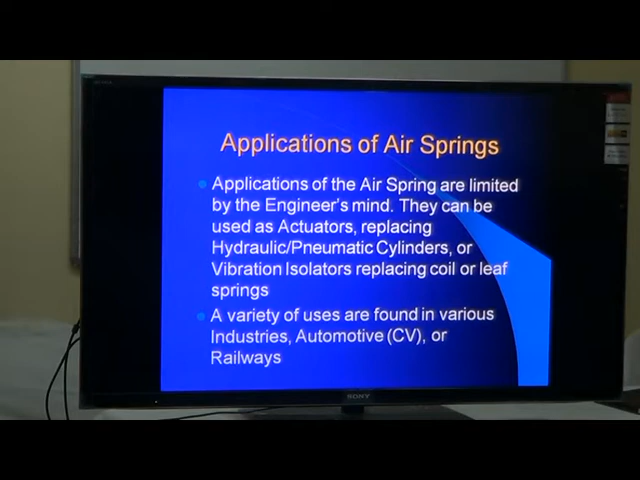 Applications of Air Springs
Applications of the Air Spring are limited
by the Engineer's mind. They can be
used as Actuators, replacing
Hydraulic/Pneumatic Cylinders, or
Vibration Isolators replacing coil or leaf
springs
A variety of uses are found in various
Industries, Automotive (CV), or
Railways
SONY